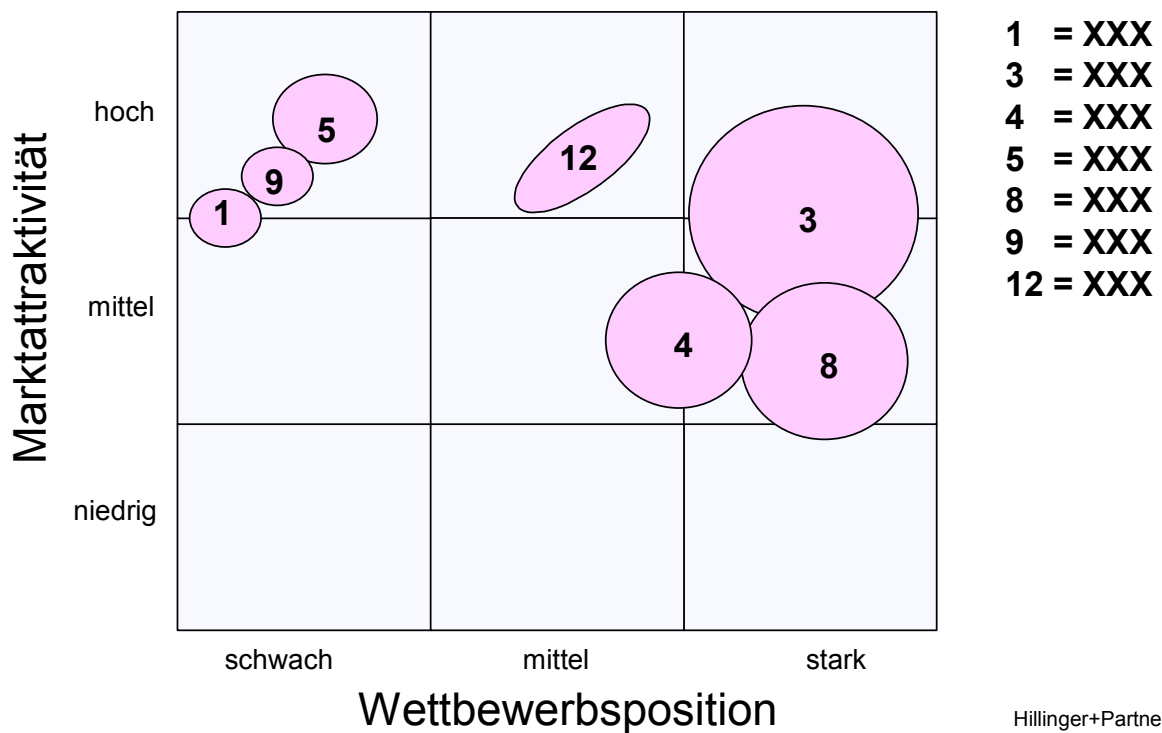 1 = XXX
3 = XXX
4 = XXX
5 = XXX
8 = XXX
9 = XXX
12 = XXX
Marktattraktivität
hoch
mittel
niedrig
5
9
1
12
3
4
8
schwach mittel stark
Wettbewerbsposition
Hillinger+Partne